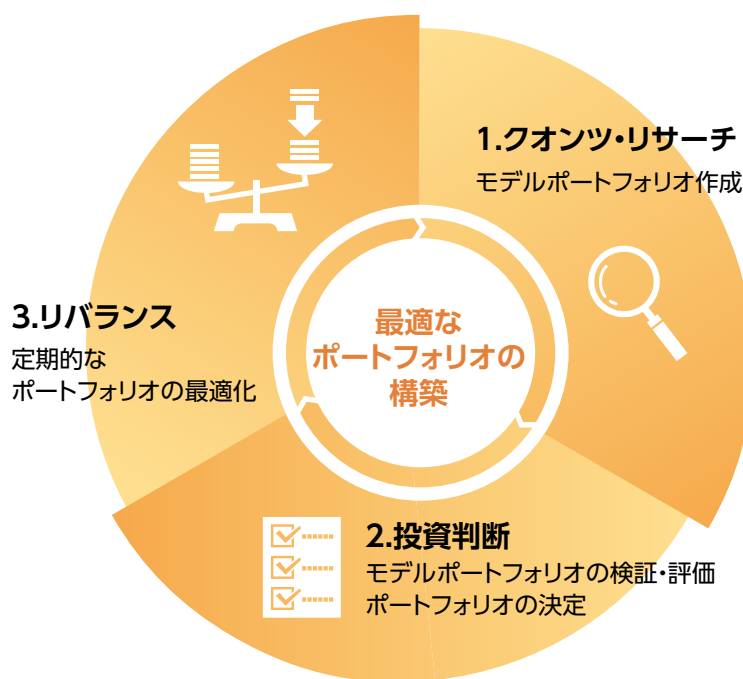 1.クオンツ・リサーチ
モデルポートフォリオ作成
最適な
ポートフォリオの
構築
2.投資判断
モデルポートフォリオの検証・評価
ポートフォリオの決定
3.リバランス
定期的な
ポートフォリオの最適化